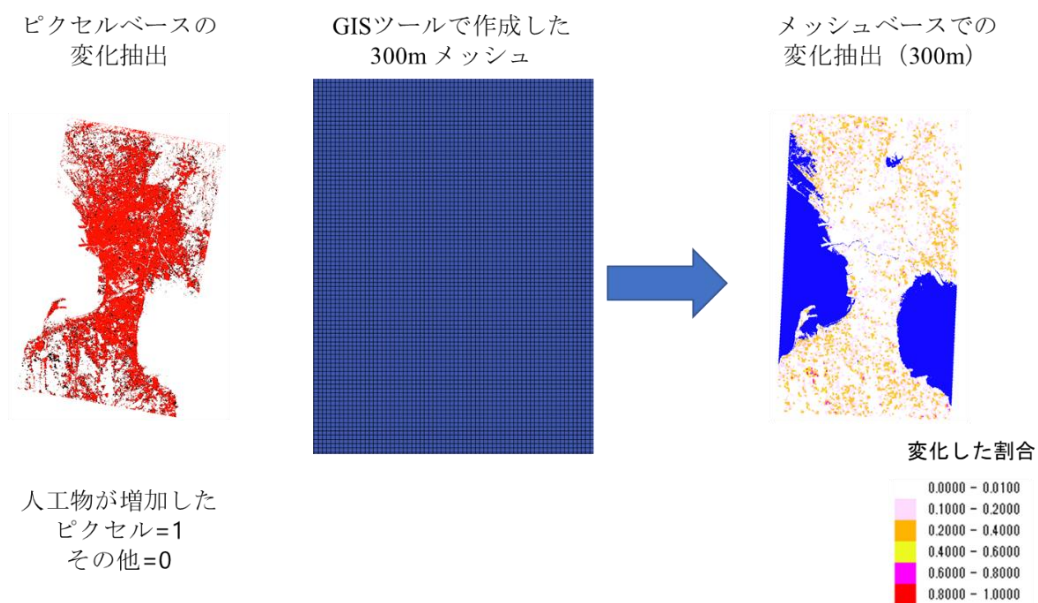 ピクセルベースの
変化抽出
GISツールで作成した
300m メッシュ
メッシュベースでの
変化抽出（300m）
人工物が増加した
ピクセル=1
その他=0
変化した割合
0.0000 - 0.0100
0.1000 - 0.2000
0.2000 - 0.4000
0.4000 - 0.6000
0.6000 - 0.8000
0.8000 - 1.0000